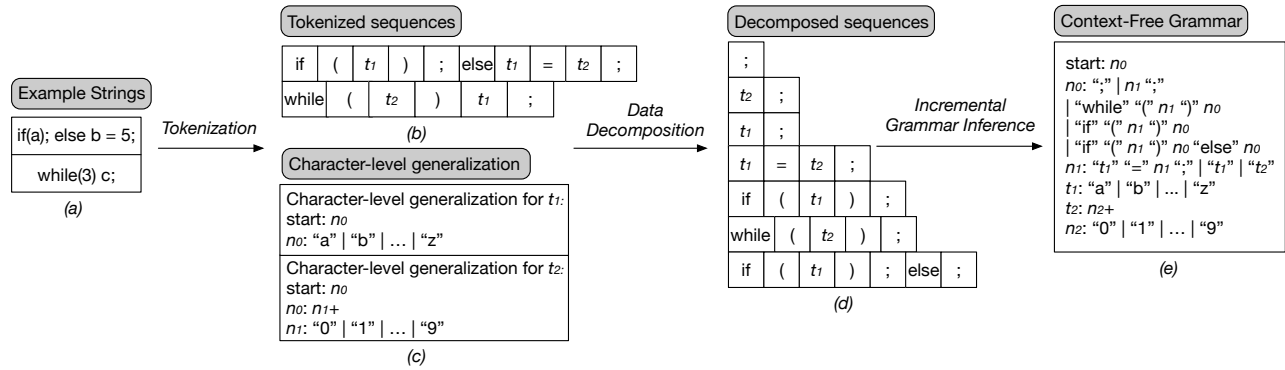 Example Strings
if(a); else b = 5;
while(3) c;
(a)
Tokenization
Tokenized sequences
if ( t1 ) ; else t1 = t2 ;
while ( t2 ) t1 ;
(b)
Character-level generalization
Character-level generalization for t1:
start: n0
n0: “a” | “b” | … | “z”
Character-level generalization for t2:
start: n0
n0: n1+
n1: “0” | “1” | … | “9”
(c)
Data
Decomposition
Decomposed sequences
;
t2 ;
t1 ;
t1 = t2 ;
if ( t1 ) ;
while ( t2 ) ;
if ( t1 ) ; else ;
(d)
Incremental
Grammar Inference
Context-Free Grammar
start: n0
n0: “;” | n1 “;”
| “while” “(” n1 “)” n0
| “if” “(” n1 “)” n0
| “if” “(” n1 “)” n0 “else” n0
n1: “t1” “=” n1 “;” | “t1” | “t2”
t1: “a” | “b” | ... | “z”
t2: n2+
n2: “0” | “1” | … | “9”
(e)